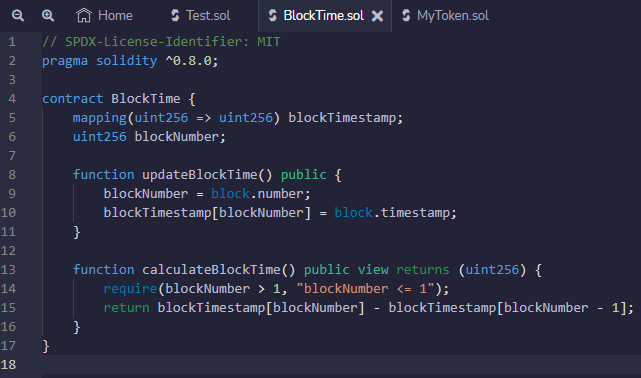 Home Test.sol BlockTime.sol MyToken.sol
1 // SPDX-License-Identifier: MIT
2 pragma solidity ^0.8.0;
3
4 contract BlockTime {
5     mapping(uint256 => uint256) blockTimestamp;
6     uint256 blockNumber;
7
8     function updateBlockTime() public {
9         blockNumber = block.number;
10         blockTimestamp[blockNumber] = block.timestamp;
11     }
12
13     function calculateBlockTime() public view returns (uint256) {
14         require(blockNumber > 1, "blockNumber <= 1");
15         return blockTimestamp[blockNumber] - blockTimestamp[blockNumber - 1];
16     }
17 }
18